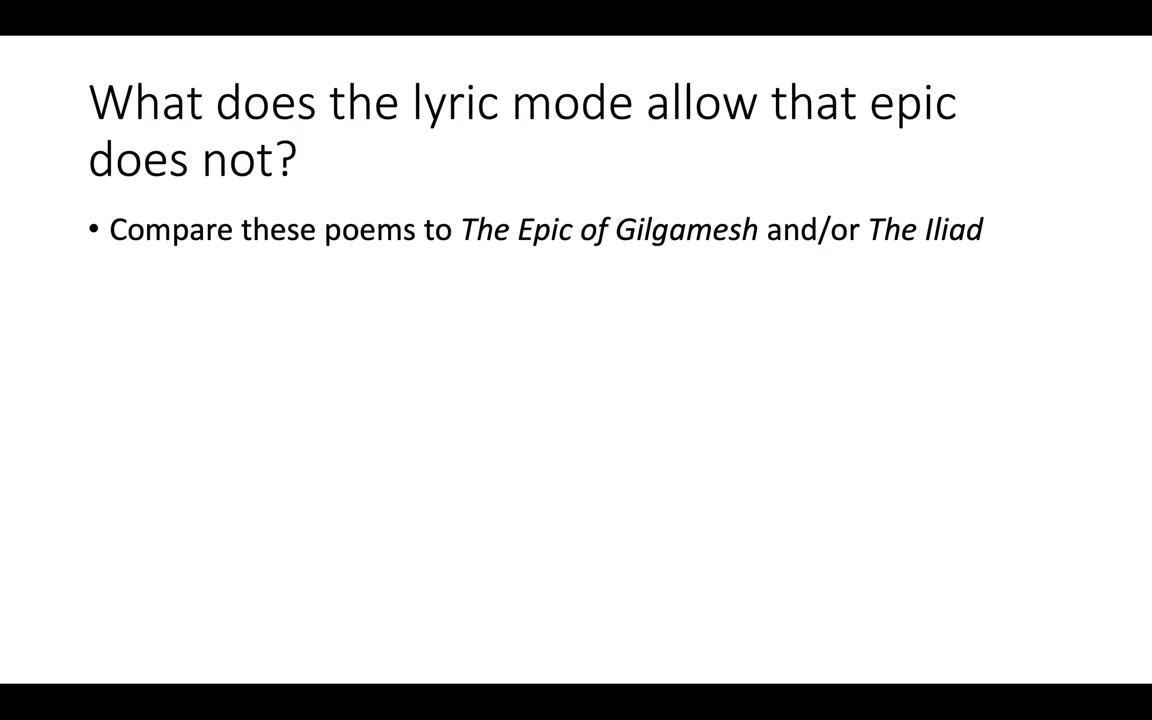 What does the lyric mode allow that epic
does not?
• Compare these poems to The Epic of Gilgamesh and/or The Iliad